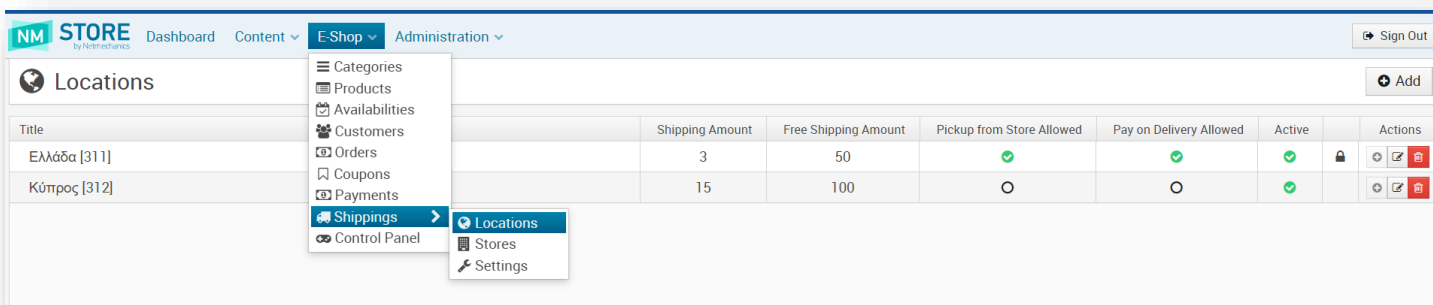 NM STORE by Netmechanics Dashboard Content E-Shop Administration Sign Out
Locations Add
Categories
Products
Availabilities
Customers
Orders
Coupons
Payments
Shippings
Control Panel
Locations
Stores
Settings
Title Shipping Amount Free Shipping Amount Pickup from Store Allowed Pay on Delivery Allowed Active Actions
Ελλάδα [311] 3 50
Κύπρος [312] 15 100